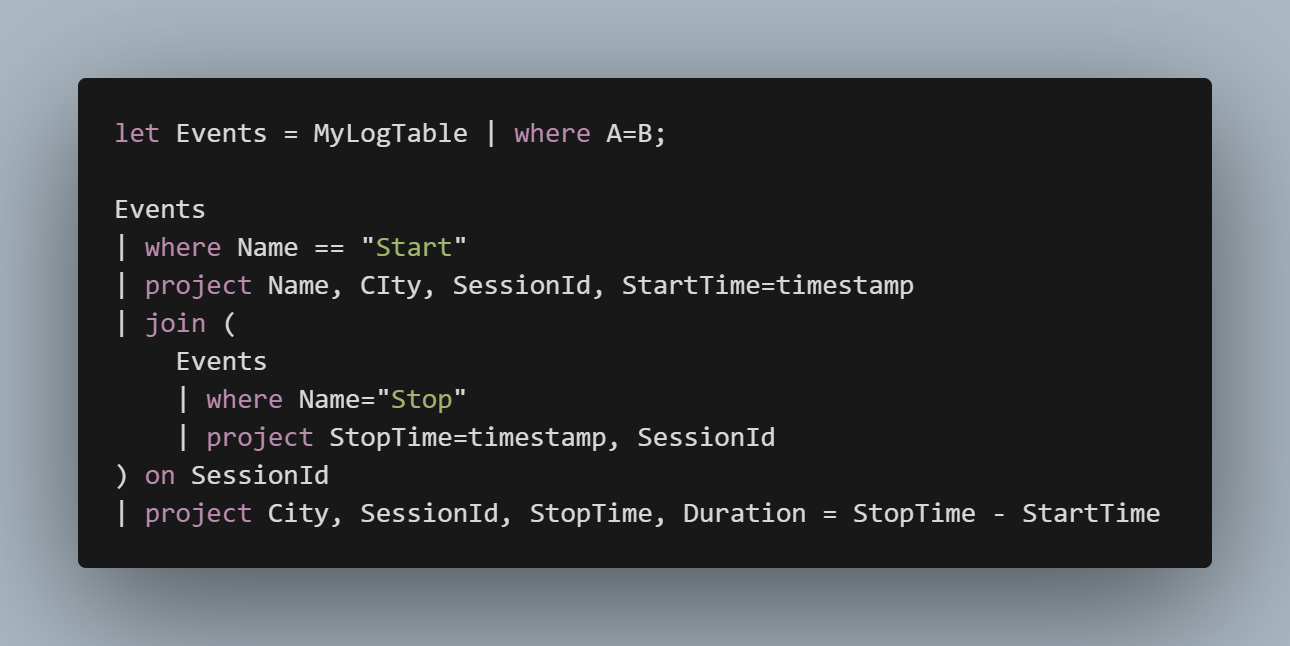 let Events = MyLogTable | where A=B;
Events
| where Name == "Start"
| project Name, CIty, SessionId, StartTime=timestamp
| join (
    Events
    | where Name="Stop"
    | project StopTime=timestamp, SessionId
) on SessionId
| project City, SessionId, StopTime, Duration = StopTime - StartTime